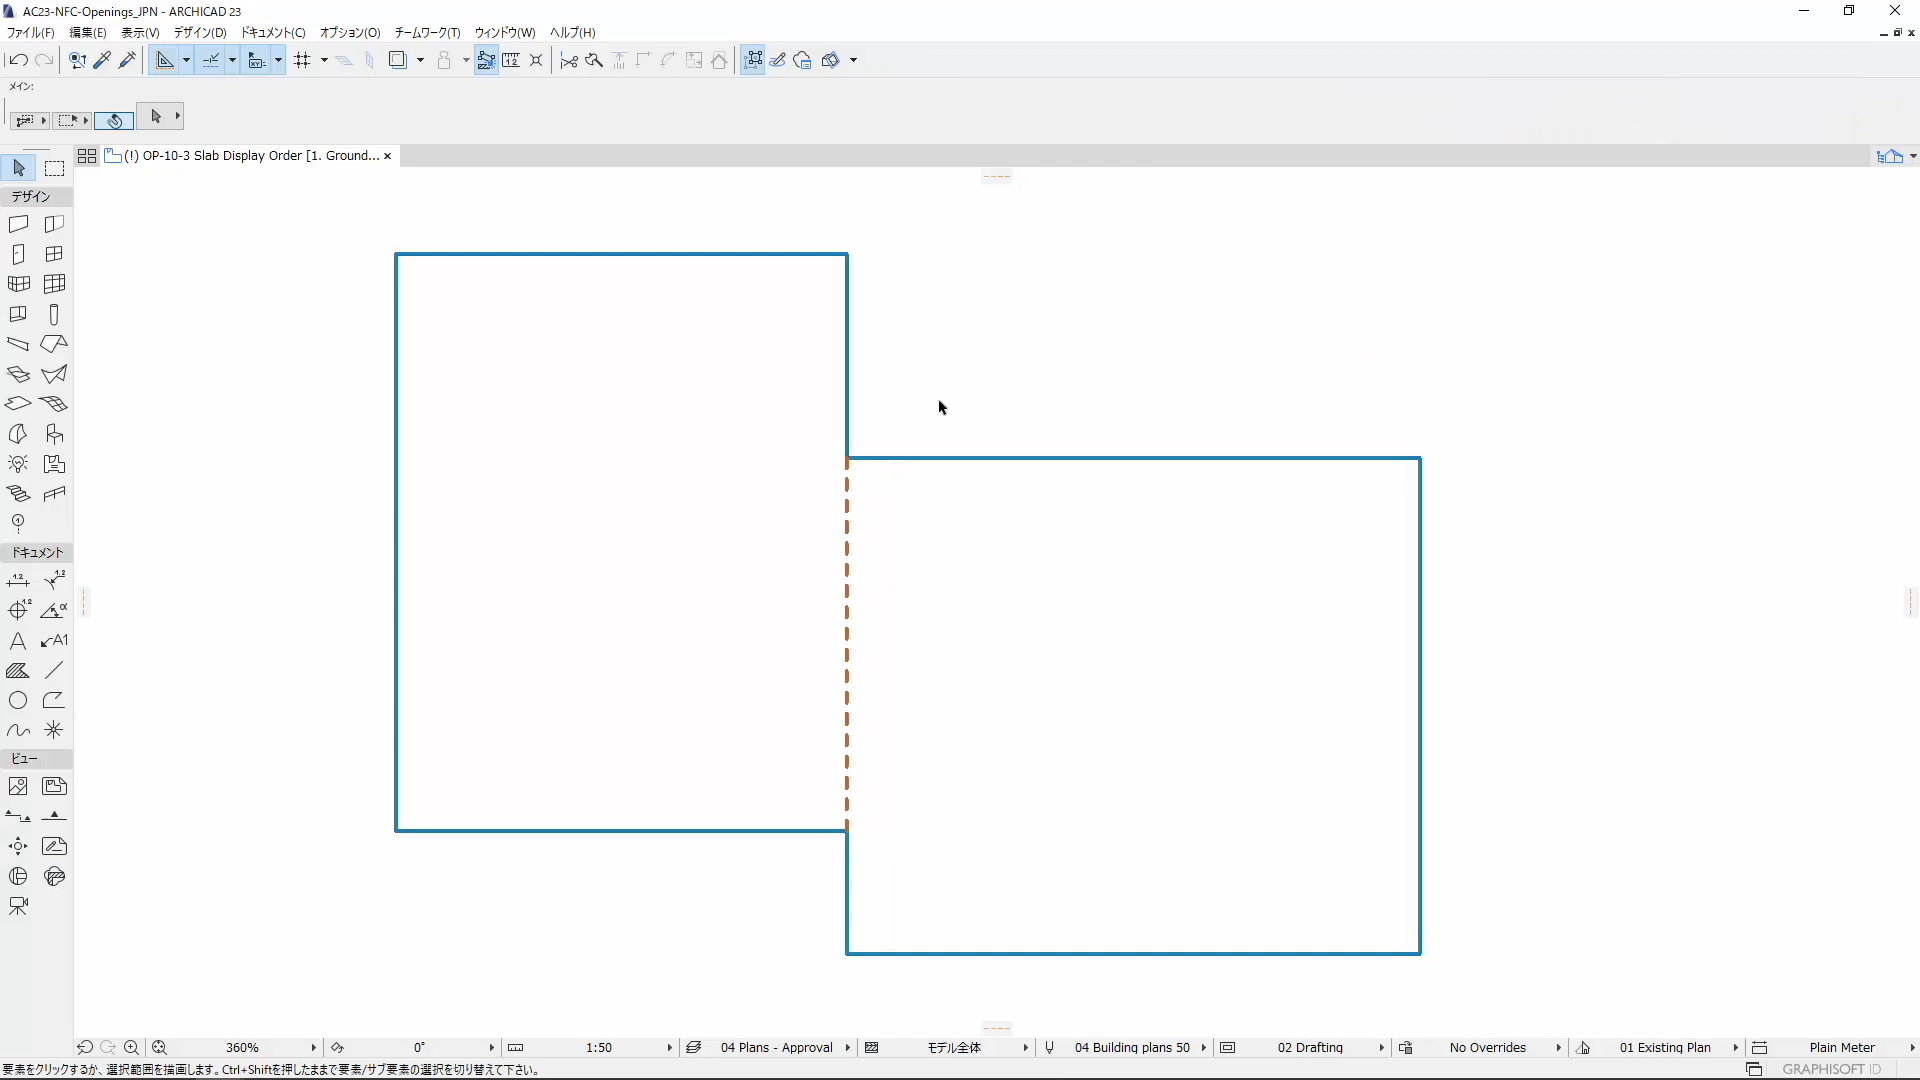 AC23-NFC-Openings_JPN - ARCHICAD 23
ファイル(F) 編集(E) 表示(V) デザイン(D) ドキュメント(C) オプション(O) チームワーク(T) ウィンドウ(W) ヘルプ(H)
メイン:
(!) OP-10-3 Slab Display Order [1. Ground...
デザイン
ドキュメント
1.2 1.2
1.2 α
A A1
ビュー
360% 0° 1:50 04 Plans - Approval モデル全体 04 Building plans 50 02 Drafting No Overrides 01 Existing Plan Plain Meter
要素をクリックするか、選択範囲を描画します。Ctrl+Shiftを押したままで要素/サブ要素の選択を切り替えて下さい。
GRAPHISOFT ID